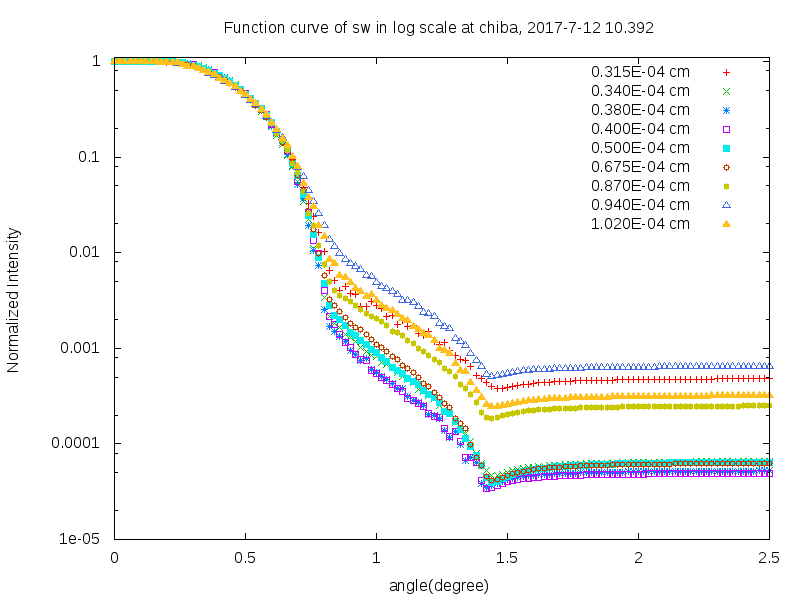 Function curve of sw in log scale at chiba, 2017-7-12 10.392
Normalized Intensity
1
0.1
0.01
0.001
0.0001
1e-05
0.315E-04 cm
0.340E-04 cm
0.380E-04 cm
0.400E-04 cm
0.500E-04 cm
0.675E-04 cm
0.870E-04 cm
0.940E-04 cm
1.020E-04 cm
0 0.5 1 1.5 2 2.5
angle(degree)